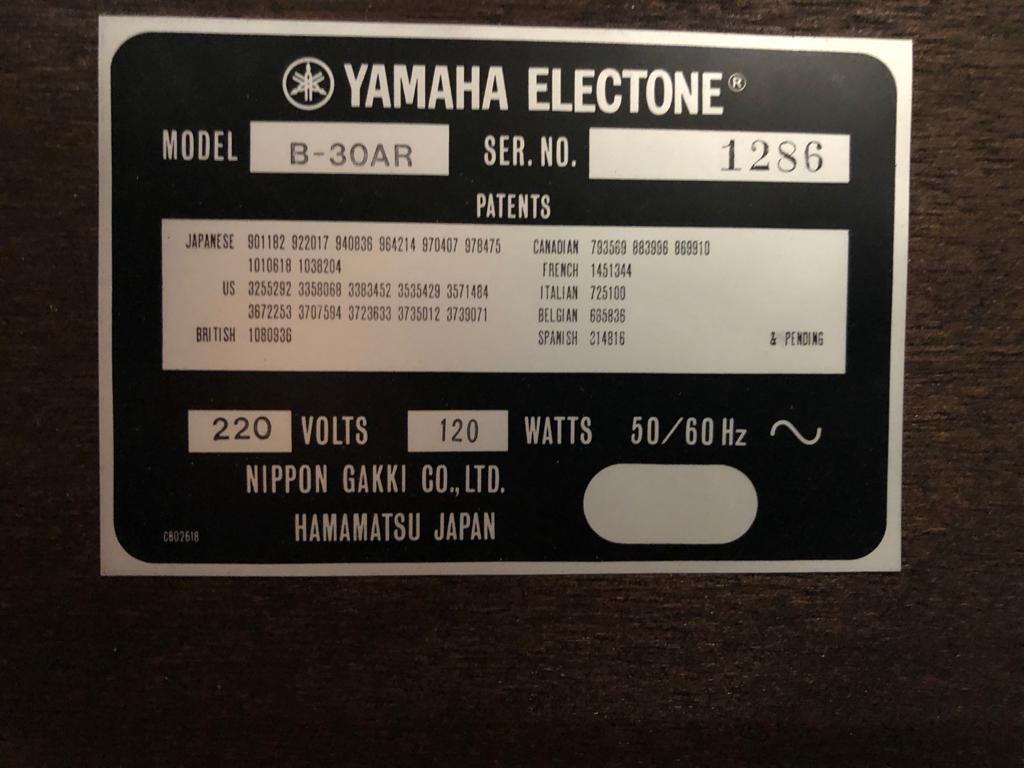 YAMAHA ELECTONE®
MODEL B-30AR SER. NO. 1286
PATENTS
JAPANESE 901182 922017 940836 964214 970407 978475
1010618 1038204
US 3255292 3358068 3383452 3535429 3571484
3672253 3707594 3723633 3735012 3739071
BRITISH 1080936
CANADIAN 793569 883996 869910
FRENCH 1451344
ITALIAN 725100
BELGIAN 665836
SPANISH 314816
& PENDING
220 VOLTS 120 WATTS 50/60 Hz ~
NIPPON GAKKI CO., LTD.
HAMAMATSU JAPAN
CB02618